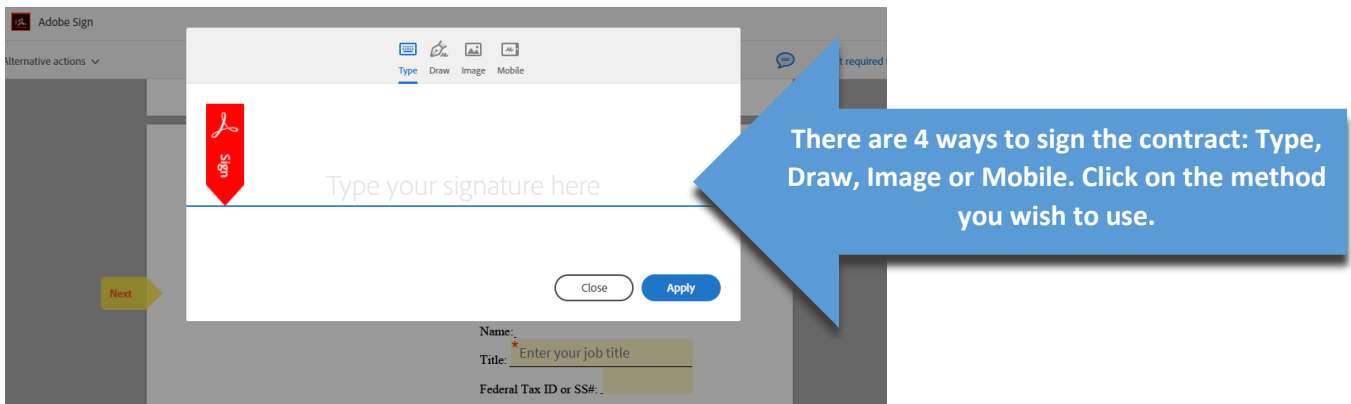 Adobe Sign
Alternative actions
Type Draw Image Mobile
t required
Sign
Type your signature here
There are 4 ways to sign the contract: Type,
Draw, Image or Mobile. Click on the method
you wish to use.
Close Apply
Next
Name:
* Enter your job title
Title:
Federal Tax ID or SS#: